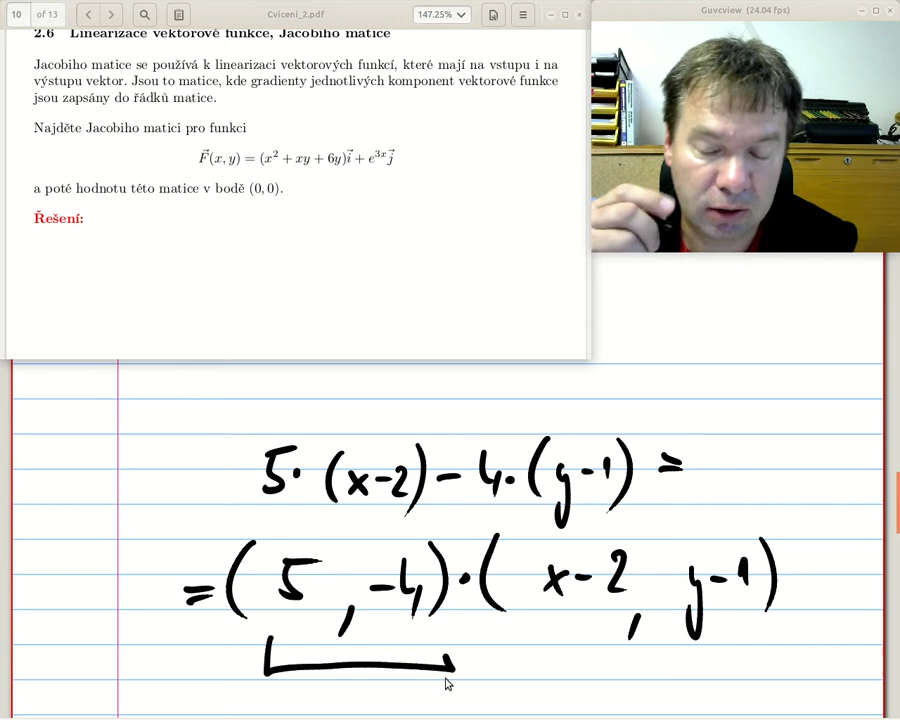 10 of 13
Cviceni_2.pdf
147.25%
Guvcview (24.04 fps)
2.6 Linearizace vektorové funkce, Jacobiho matice
Jacobiho matice se používá k linearizaci vektorových funkcí, které mají na vstupu i na
výstupu vektor. Jsou to matice, kde gradienty jednotlivých komponent vektorové funkce
jsou zapsány do řádků matice.
Najděte Jacobiho matici pro funkci
F⃗(x, y) = (x² + xy + 6y)i⃗ + e³ˣj⃗
a poté hodnotu této matice v bodě (0, 0).
Řešení:
5·(x-2)-4·(y-1) =
=(5, -4)·(x-2, y-1)